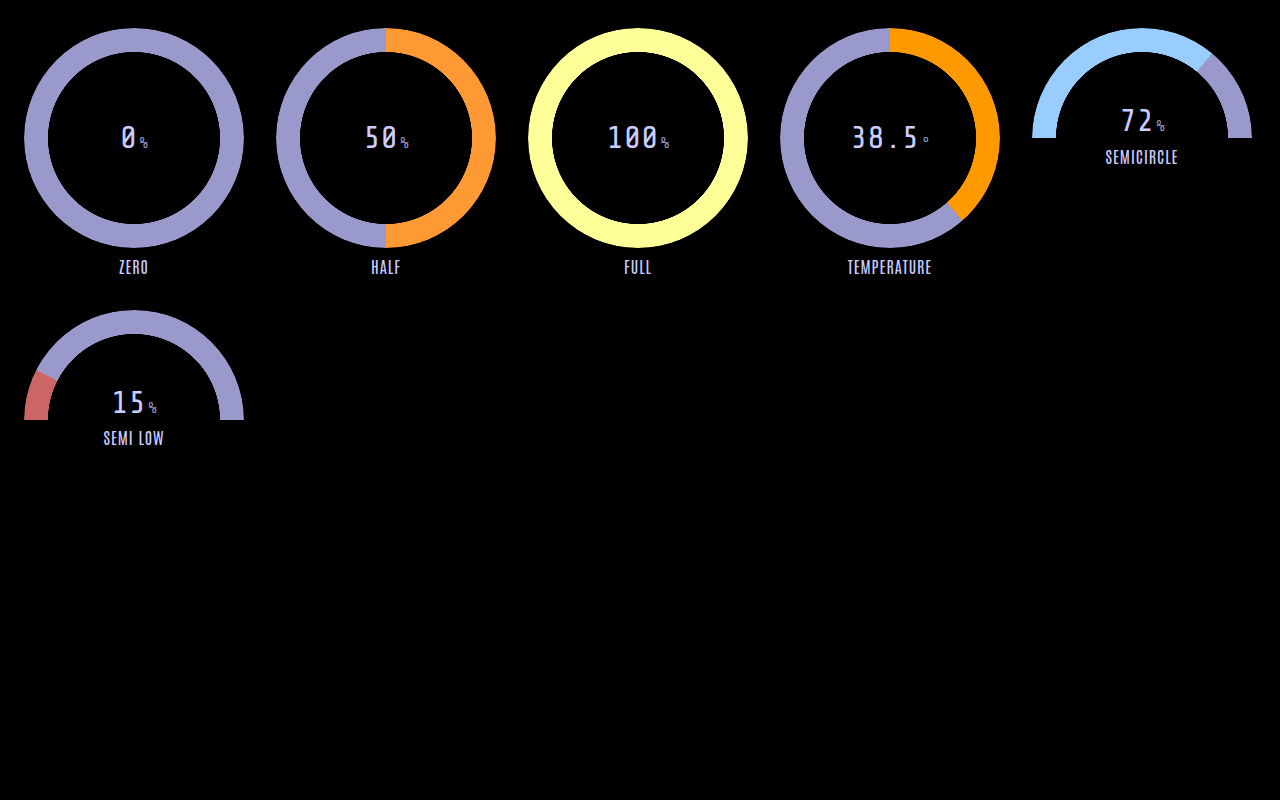 0%
50%
100%
38.5°
72%
SEMICIRCLE
ZERO
HALF
FULL
TEMPERATURE
15%
SEMI LOW